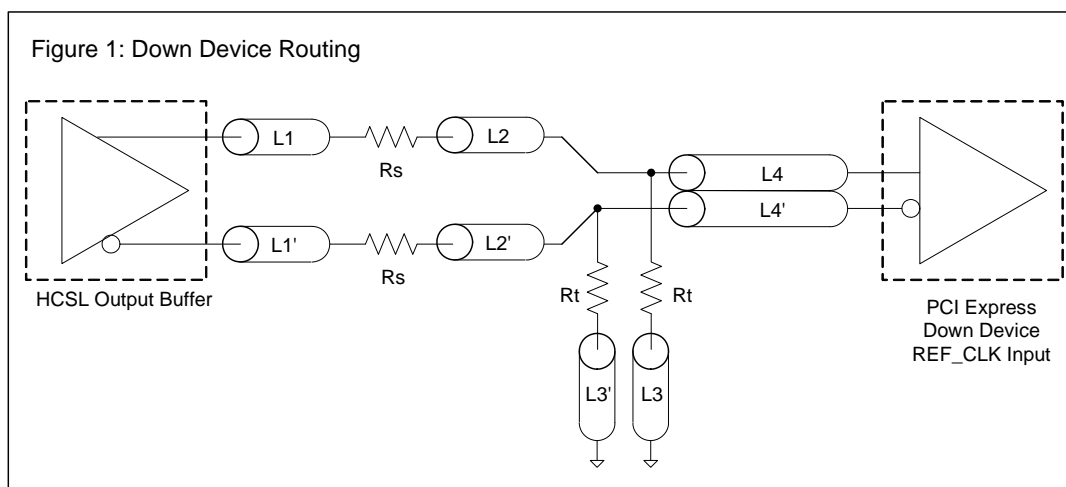 Figure 1: Down Device Routing
L1
Rs
L2
L4
L4'
L1'
Rs
L2'
HCSL Output Buffer
Rt
Rt
L3'
L3
PCI Express
Down Device
REF_CLK Input